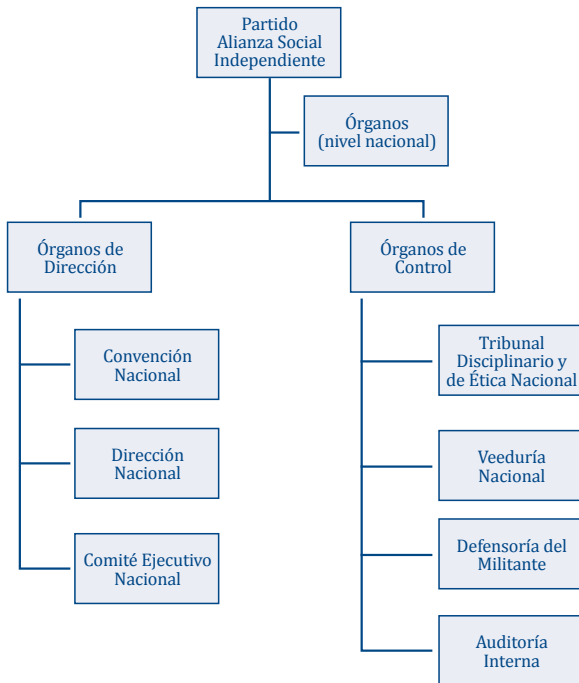 Partido
Alianza Social
Independiente
Órganos
(nivel nacional)
Órganos de
Dirección
Convención
Nacional
Dirección
Nacional
Comité Ejecutivo
Nacional
Órganos de
Control
Tribunal
Disciplinario y
de Ética Nacional
Veeduría
Nacional
Defensoría del
Militante
Auditoría
Interna